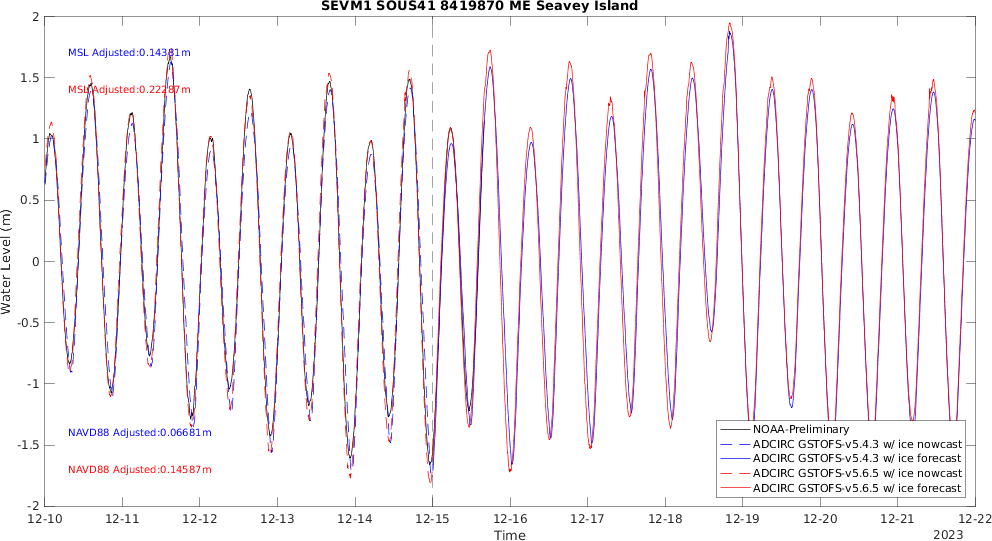 SEVM1 SOUS41 8419870 ME Seavey Island
Water Level (m)
2
1.5
1
0.5
0
-0.5
-1
-1.5
-2
MSL Adjusted:0.14381m
MSL Adjusted:0.22287m
NAVD88 Adjusted:0.06681m
NAVD88 Adjusted:0.14587m
NOAA-Preliminary
ADCIRC GSTOFS-v5.4.3 w/ ice nowcast
ADCIRC GSTOFS-v5.4.3 w/ ice forecast
ADCIRC GSTOFS-v5.6.5 w/ ice nowcast
ADCIRC GSTOFS-v5.6.5 w/ ice forecast
12-10 12-11 12-12 12-13 12-14 12-15 12-16 12-17 12-18 12-19 12-20 12-21 12-22
Time
2023